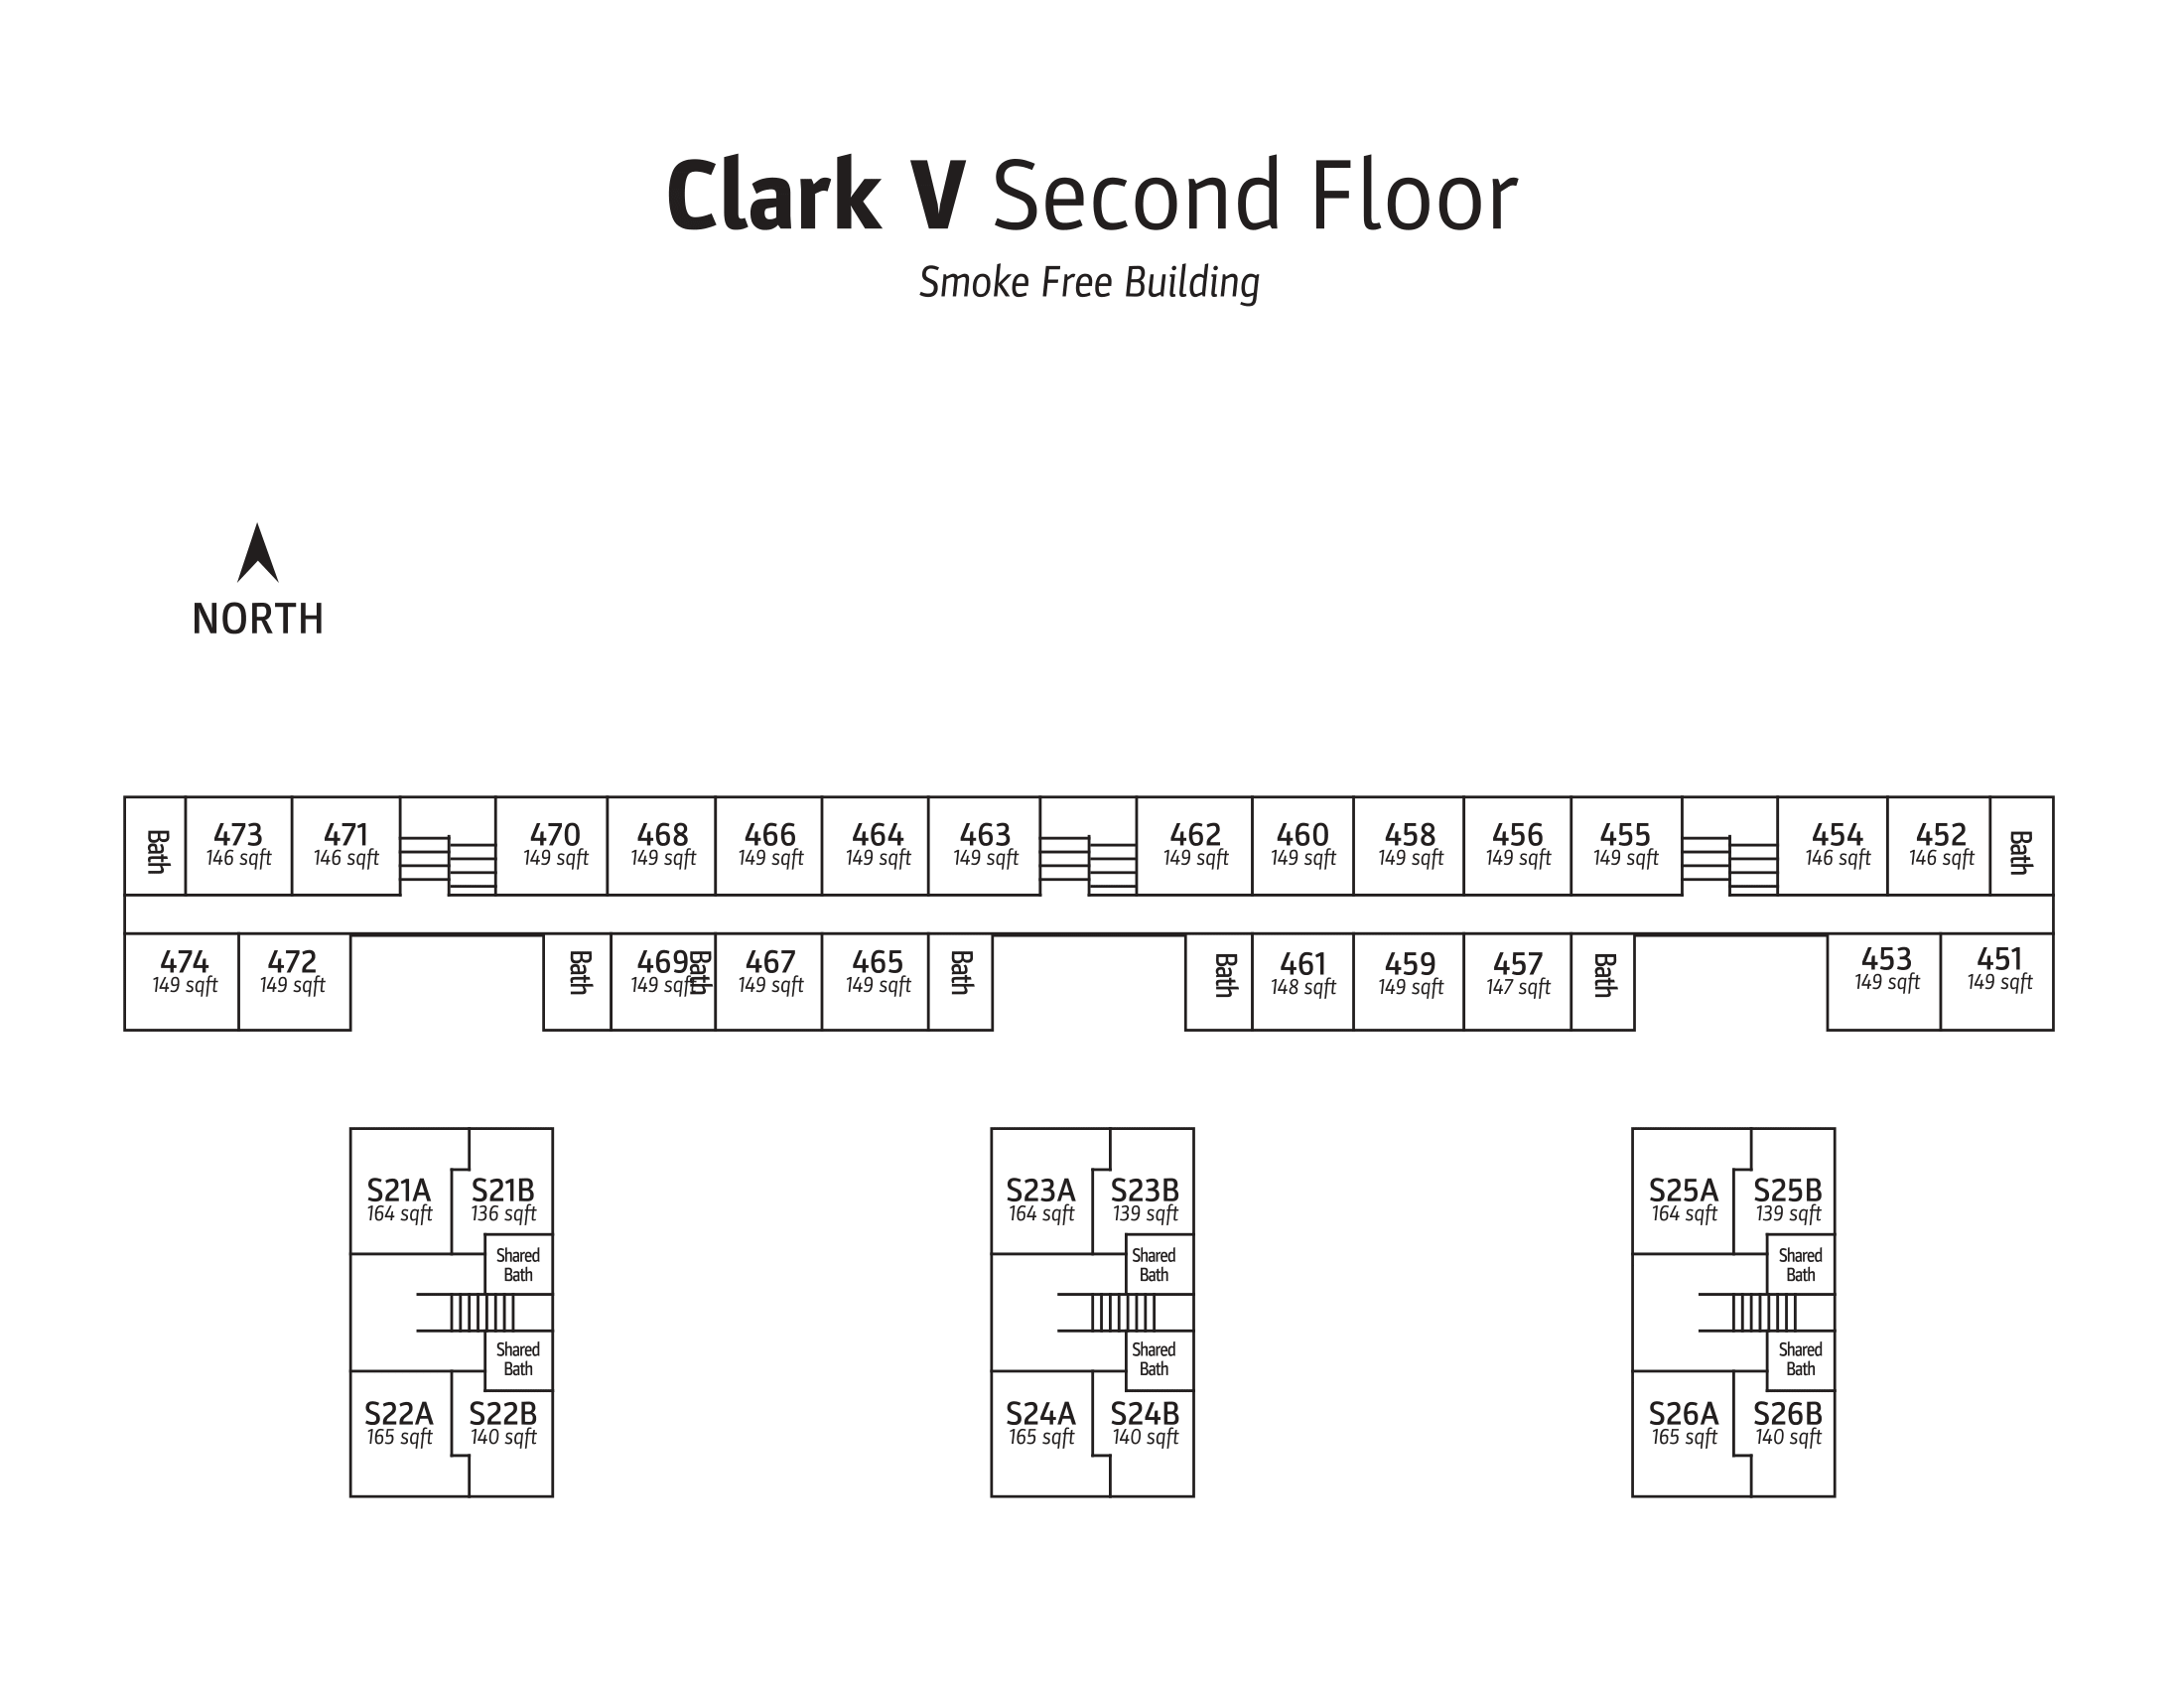 Clark V Second Floor
Smoke Free Building
NORTH
Bath
473
146 sqft
471
146 sqft
470
149 sqft
468
149 sqft
466
149 sqft
464
149 sqft
463
149 sqft
462
149 sqft
460
149 sqft
458
149 sqft
456
149 sqft
455
149 sqft
454
146 sqft
452
146 sqft
Bath
474
149 sqft
472
149 sqft
Bath
469
149 sqft
Bath
467
149 sqft
465
149 sqft
Bath
Bath
461
148 sqft
459
149 sqft
457
147 sqft
Bath
453
149 sqft
451
149 sqft
S21A
164 sqft
S21B
136 sqft
Shared
Bath
Shared
Bath
S22A
165 sqft
S22B
140 sqft
S23A
164 sqft
S23B
139 sqft
Shared
Bath
Shared
Bath
S24A
165 sqft
S24B
140 sqft
S25A
164 sqft
S25B
139 sqft
Shared
Bath
Shared
Bath
S26A
165 sqft
S26B
140 sqft